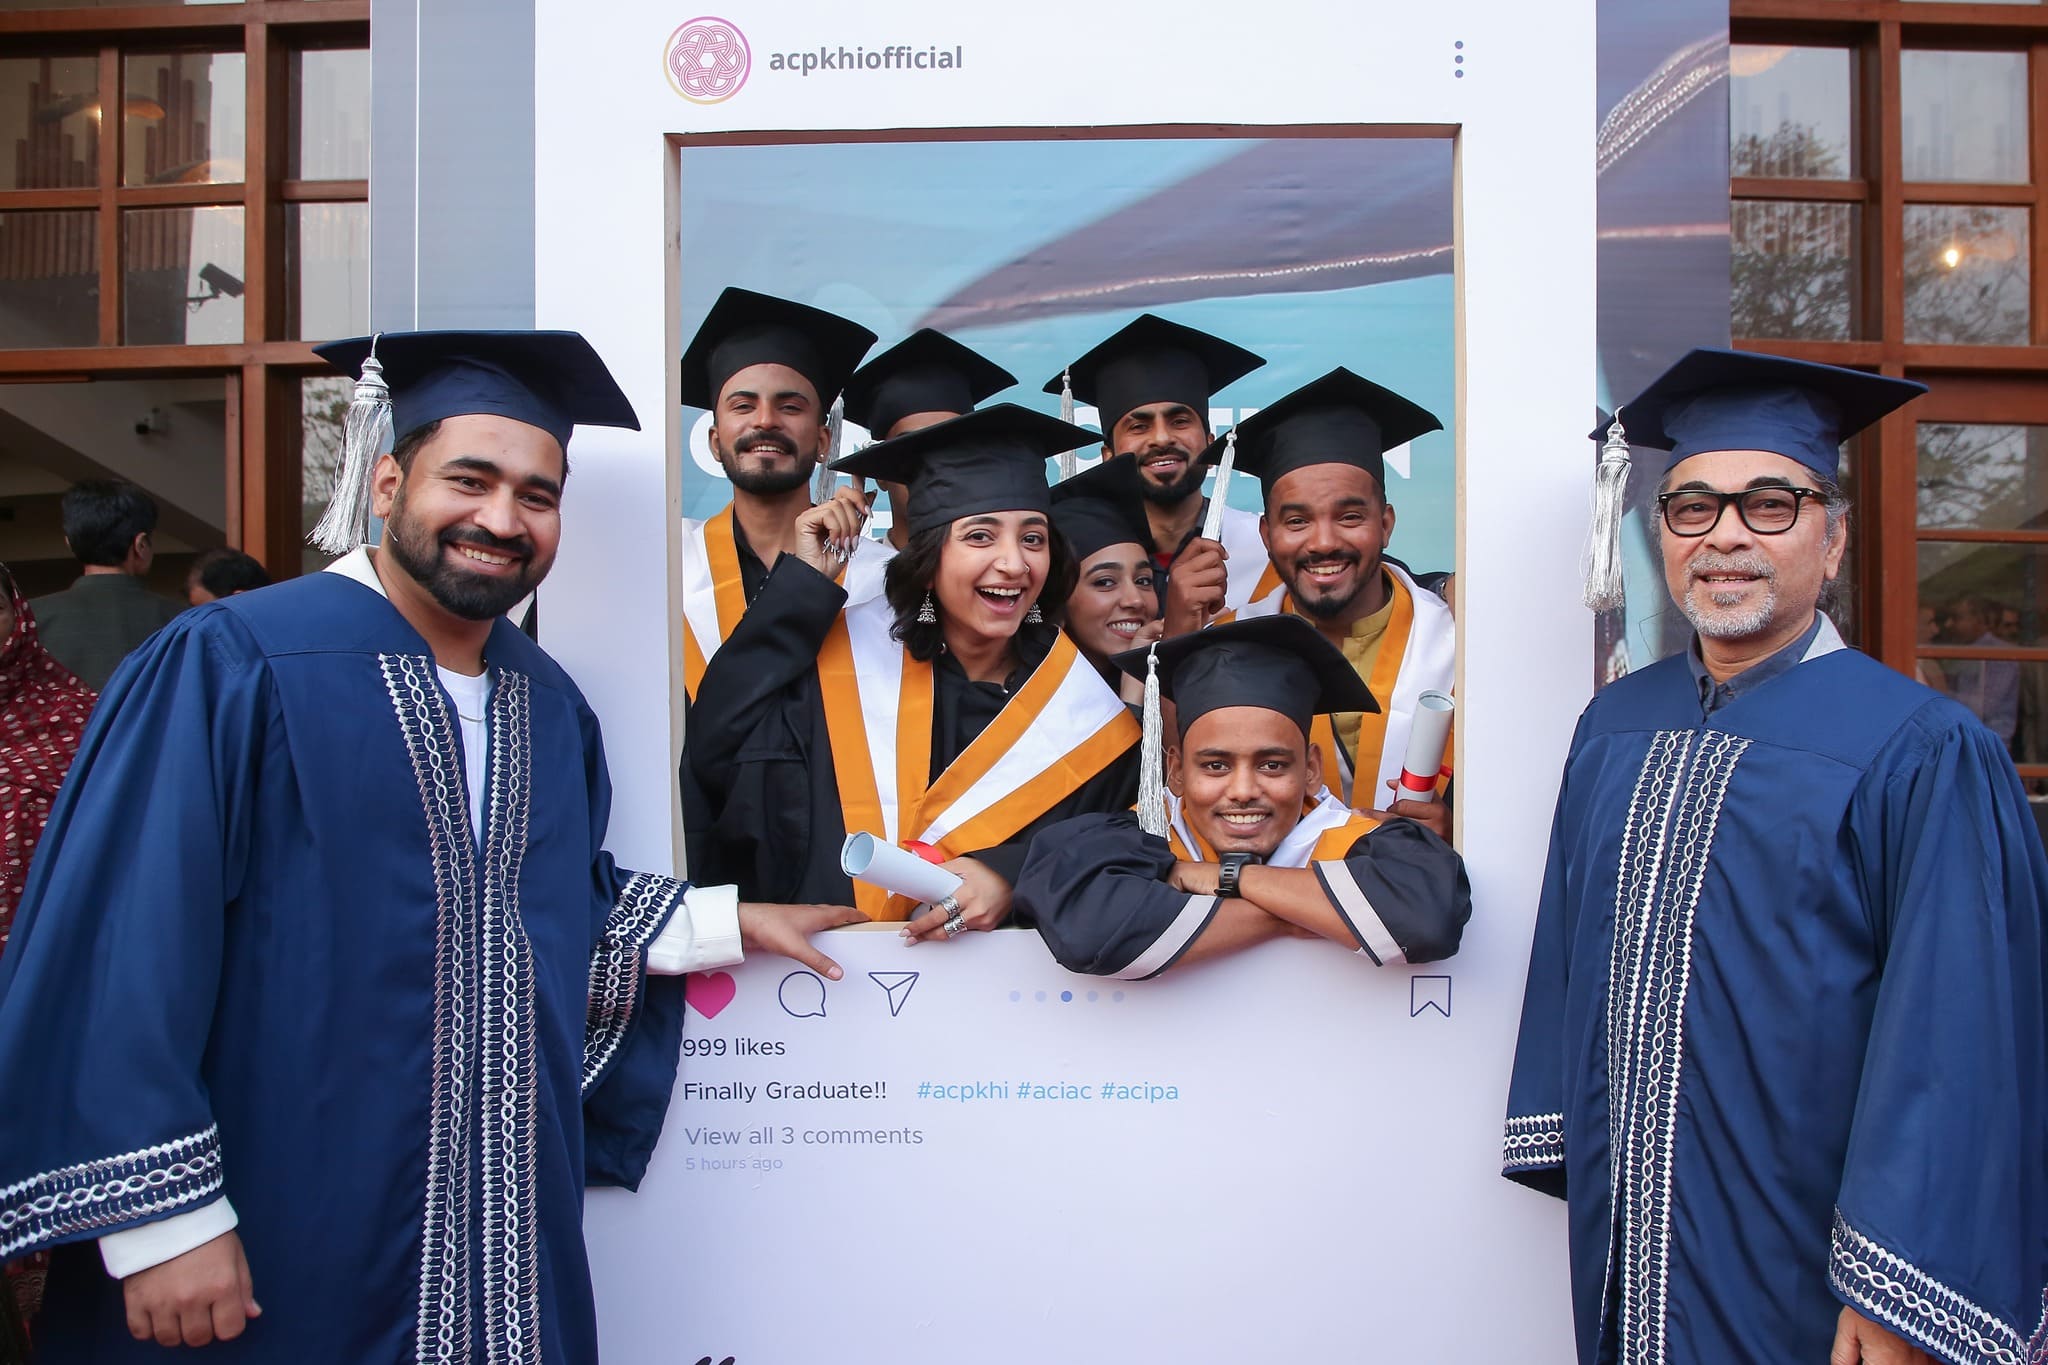 acpkhiofficial
999 likes
Finally Graduate!! #acpkhi #aciac #acipa
View all 3 comments
5 hours ago